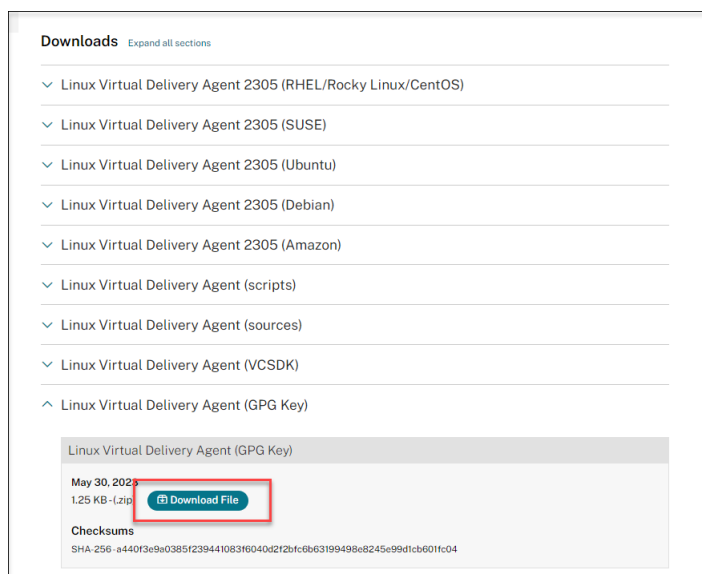 Downloads Expand all sections
Linux Virtual Delivery Agent 2305 (RHEL/Rocky Linux/CentOS)
Linux Virtual Delivery Agent 2305 (SUSE)
Linux Virtual Delivery Agent 2305 (Ubuntu)
Linux Virtual Delivery Agent 2305 (Debian)
Linux Virtual Delivery Agent 2305 (Amazon)
Linux Virtual Delivery Agent (scripts)
Linux Virtual Delivery Agent (sources)
Linux Virtual Delivery Agent (VCSDK)
Linux Virtual Delivery Agent (GPG Key)
Linux Virtual Delivery Agent (GPG Key)
May 30, 2023
1.25 KB - (.zip) Download File
Checksums
SHA-256 - a440f3e9a0385f239441083f6040d2f2bfc6b63199498e8245e99d1cb601fc04